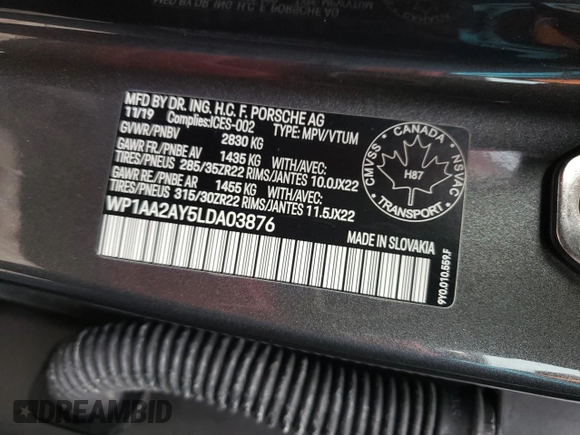 MFD BY DR. ING. H.C. F. PORSCHE AG
11/19 Complies:ICES-002 TYPE: MPV/VTUM
GVWR/PNBV 2830 KG
GAWR FR/PNBE AV 1435 KG WITH/AVEC:
TIRES/PNEUS 285/35ZR22 RIMS/JANTES 10.0JX22
GAWR RE/PNBE AR 1455 KG WITH/AVEC:
TIRES/PNEUS 315/30ZR22 RIMS/JANTES 11.5JX22
WP1AA2AY5LDA03876
MADE IN SLOVAKIA
CANADA
CMVSS
NSVAC
H87
TRANSPORT
9Y0.010.559.F
DREAMBID